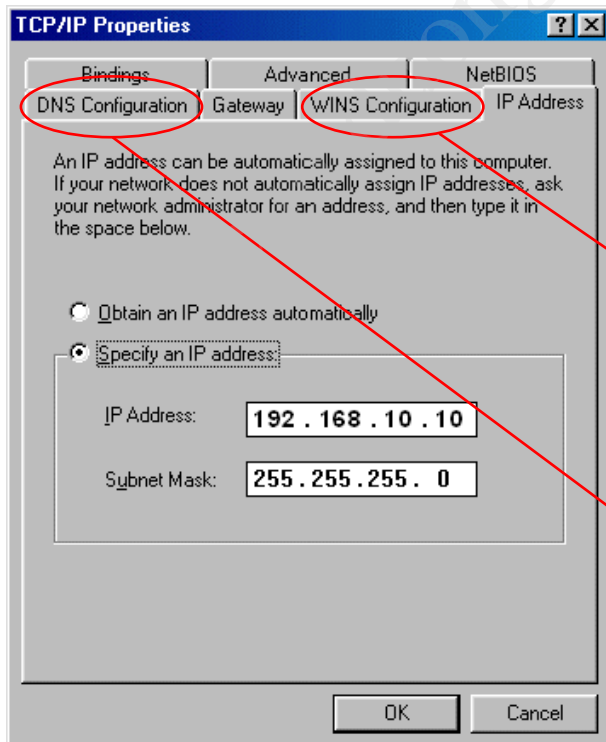 TCP/IP Properties
Bindings Advanced NetBIOS
DNS Configuration Gateway WINS Configuration IP Address
An IP address can be automatically assigned to this computer.
If your network does not automatically assign IP addresses, ask
your network administrator for an address, and then type it in
the space below.
Obtain an IP address automatically
Specify an IP address:
IP Address: 192 . 168 . 10 . 10
Subnet Mask: 255 . 255 . 255 . 0
OK Cancel